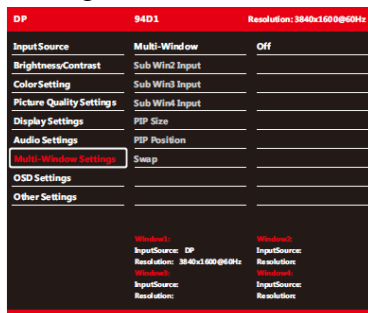 DP 94D1 Resolution: 3840x1600@60Hz
Input Source Multi-Window Off
Brightness/Contrast Sub Win2 Input
Color Setting Sub Win3 Input
Picture Quality Settings Sub Win4 Input
Display Settings PIP Size
Audio Settings PIP Position
Multi-Window Settings Swap
OSD Settings
Other Settings
Window1: Window2:
InputSource: DP InputSource:
Resolution: 3840x1600@60Hz Resolution:
Window3: Window4:
InputSource: InputSource:
Resolution: Resolution: